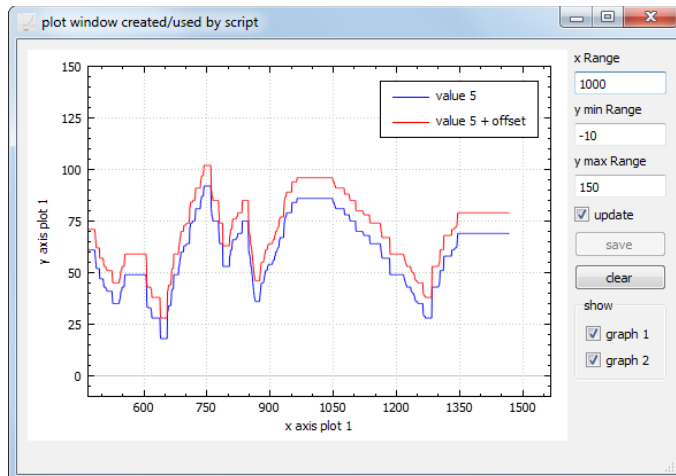 plot window created/used by script
150
125
100
75
50
25
0
y axis plot 1
value 5
value 5 + offset
600
750
900
1050
1200
1350
1500
x axis plot 1
x Range
1000
y min Range
-10
y max Range
150
update
save
clear
show
graph 1
graph 2